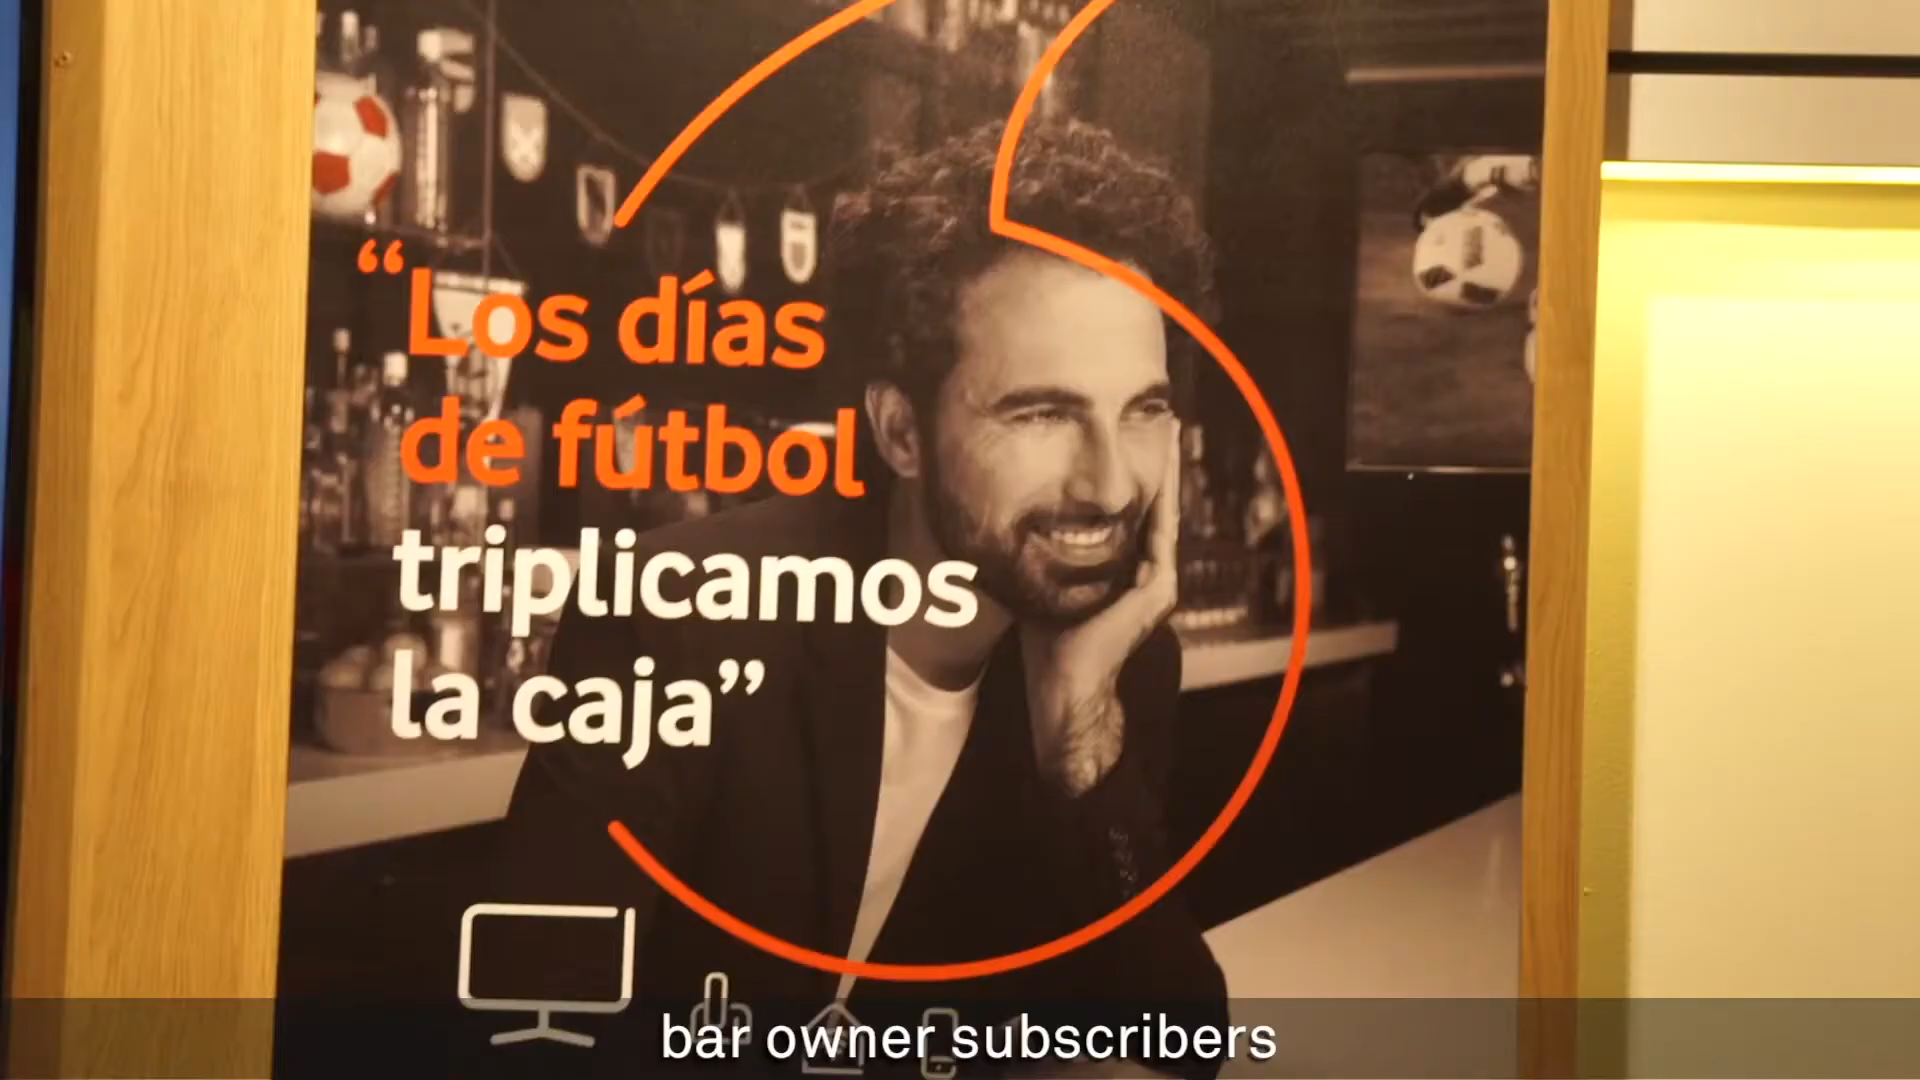 “Los días
de fútbol
triplicamos
la caja”
bar owner subscribers